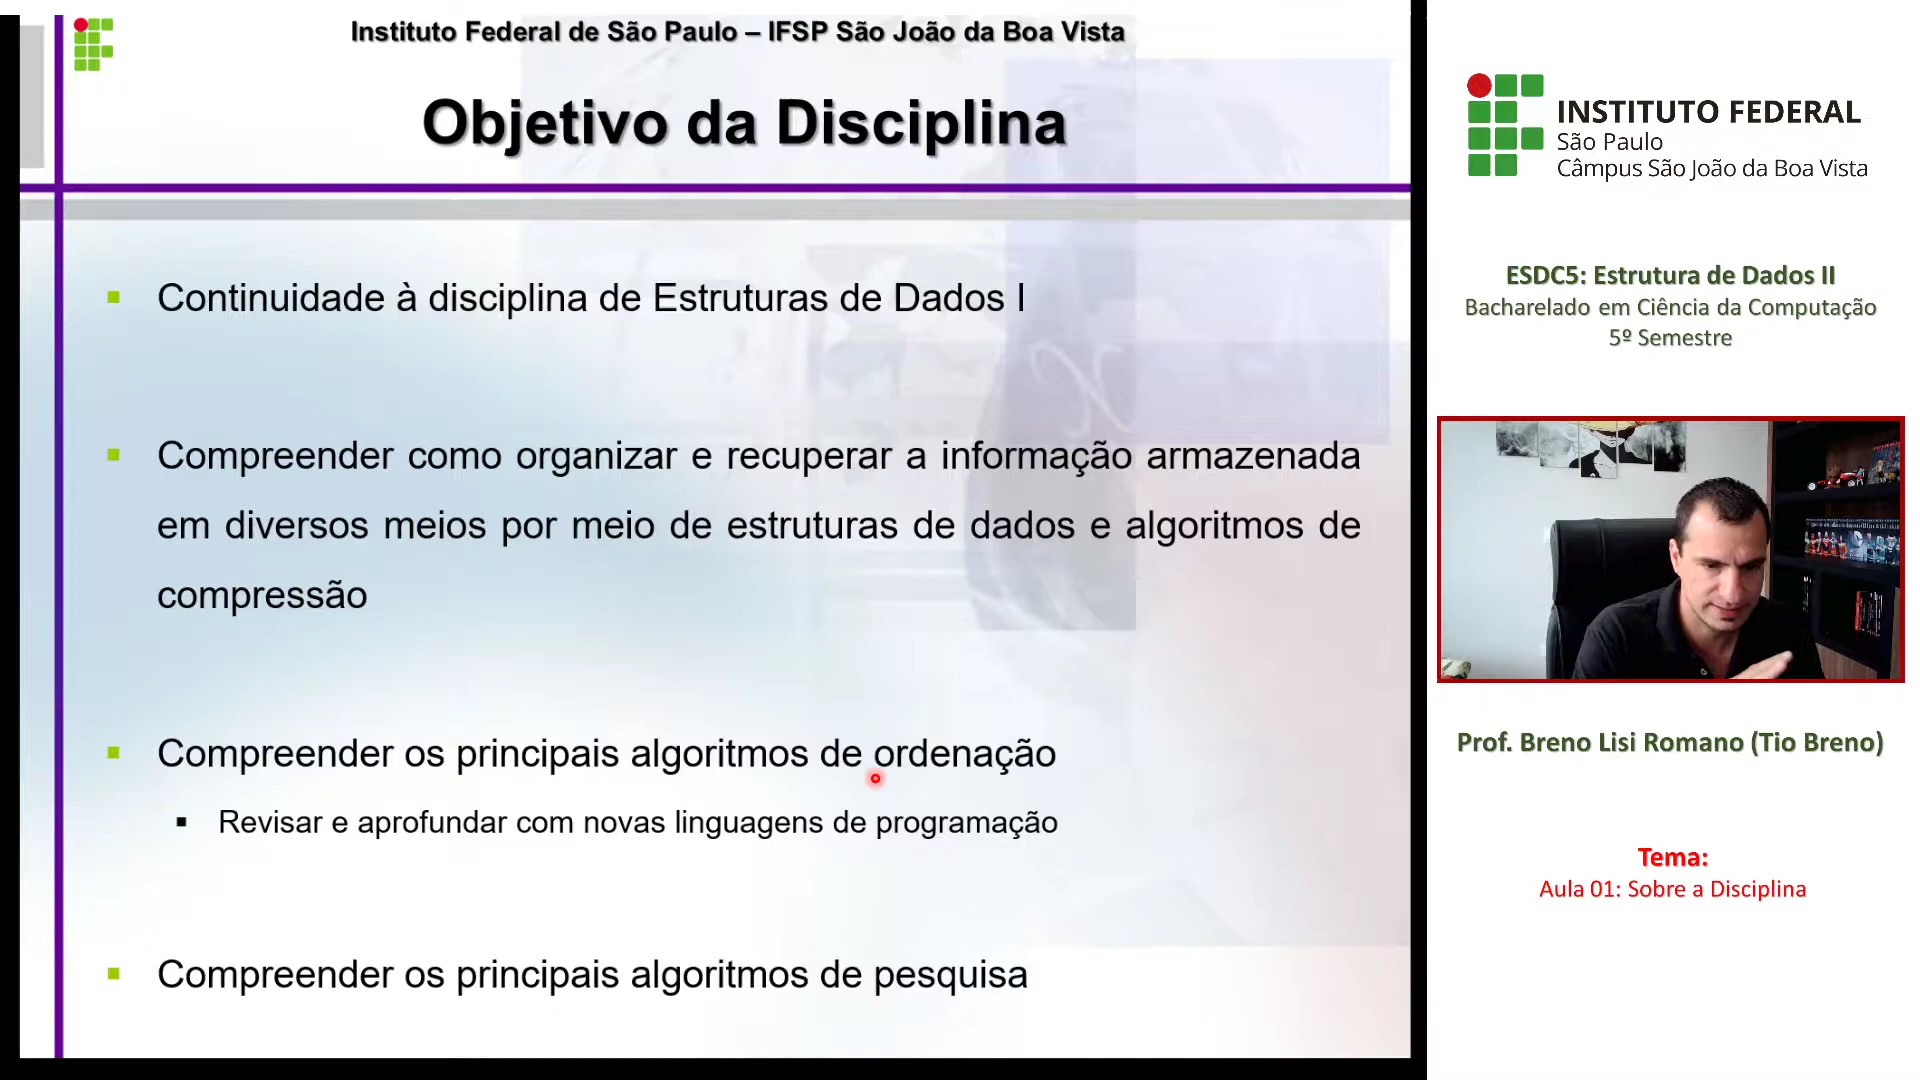 Instituto Federal de São Paulo – IFSP São João da Boa Vista
Objetivo da Disciplina
Continuidade à disciplina de Estruturas de Dados I
Compreender como organizar e recuperar a informação armazenada
em diversos meios por meio de estruturas de dados e algoritmos de
compressão
Compreender os principais algoritmos de ordenação
Revisar e aprofundar com novas linguagens de programação
Compreender os principais algoritmos de pesquisa
INSTITUTO FEDERAL
São Paulo
Câmpus São João da Boa Vista
ESDC5: Estrutura de Dados II
Bacharelado em Ciência da Computação
5º Semestre
Prof. Breno Lisi Romano (Tio Breno)
Tema:
Aula 01: Sobre a Disciplina